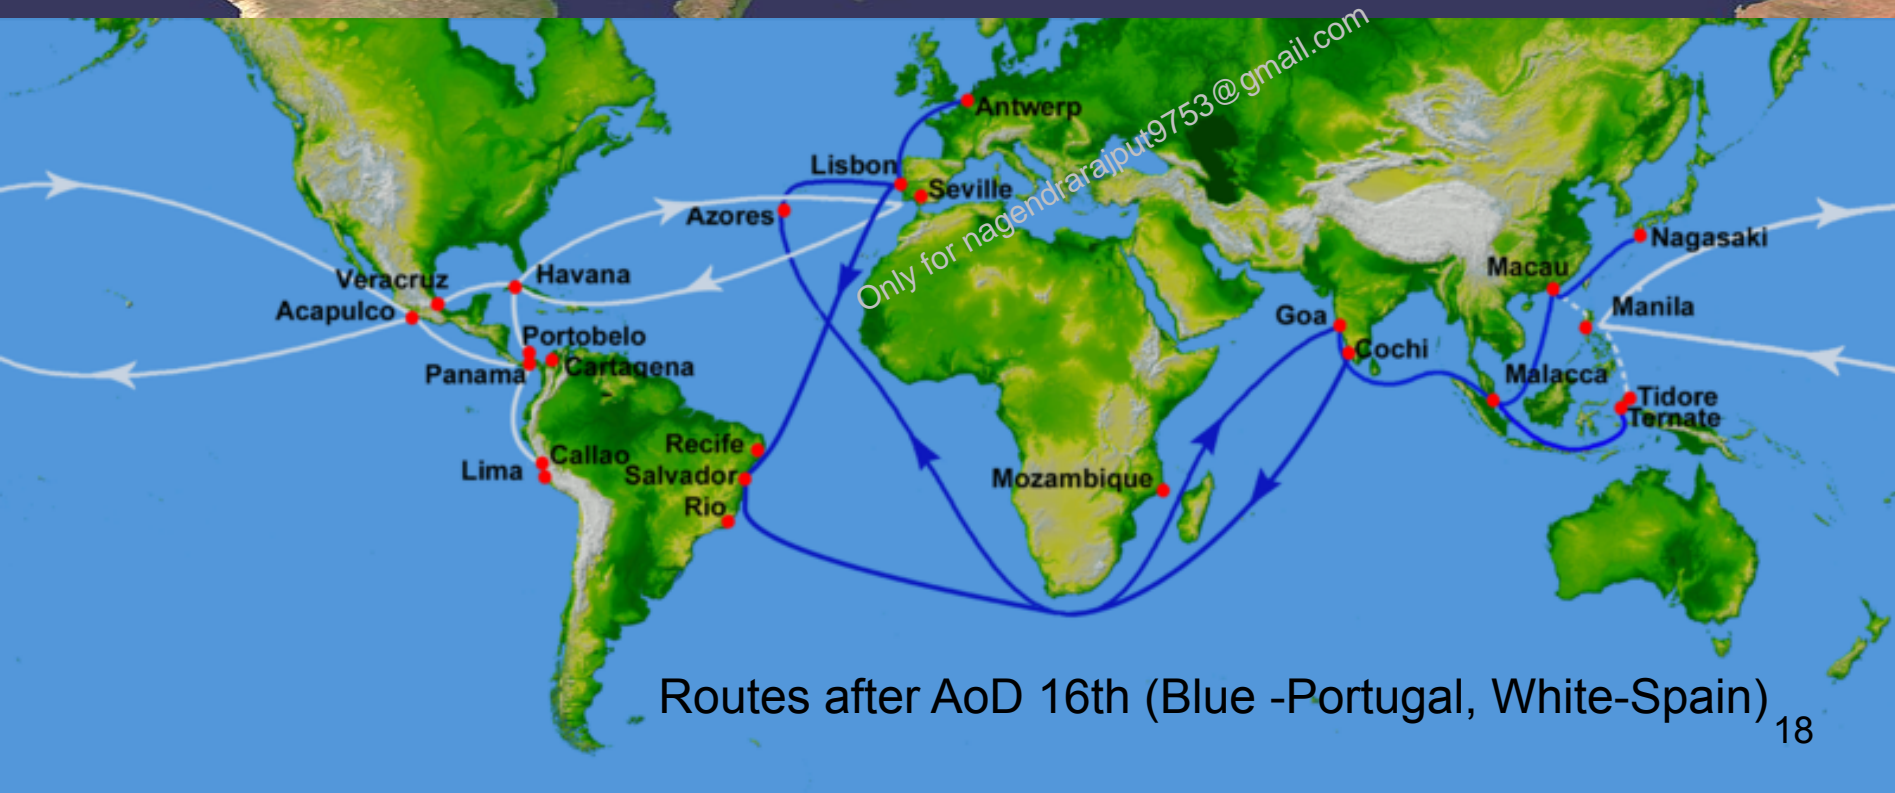 Only for nagendrarajput9753@gmail.com
Antwerp
Lisbon
Seville
Azores
Nagasaki
Macau
Veracruz
Havana
Acapulco
Manila
Goa
Portobelo
Cochi
Panama
Cartagena
Malacca
Tidore
Ternate
Recife
Callao
Lima
Salvador
Mozambique
Rio
Routes after AoD 16th (Blue -Portugal, White-Spain)
18